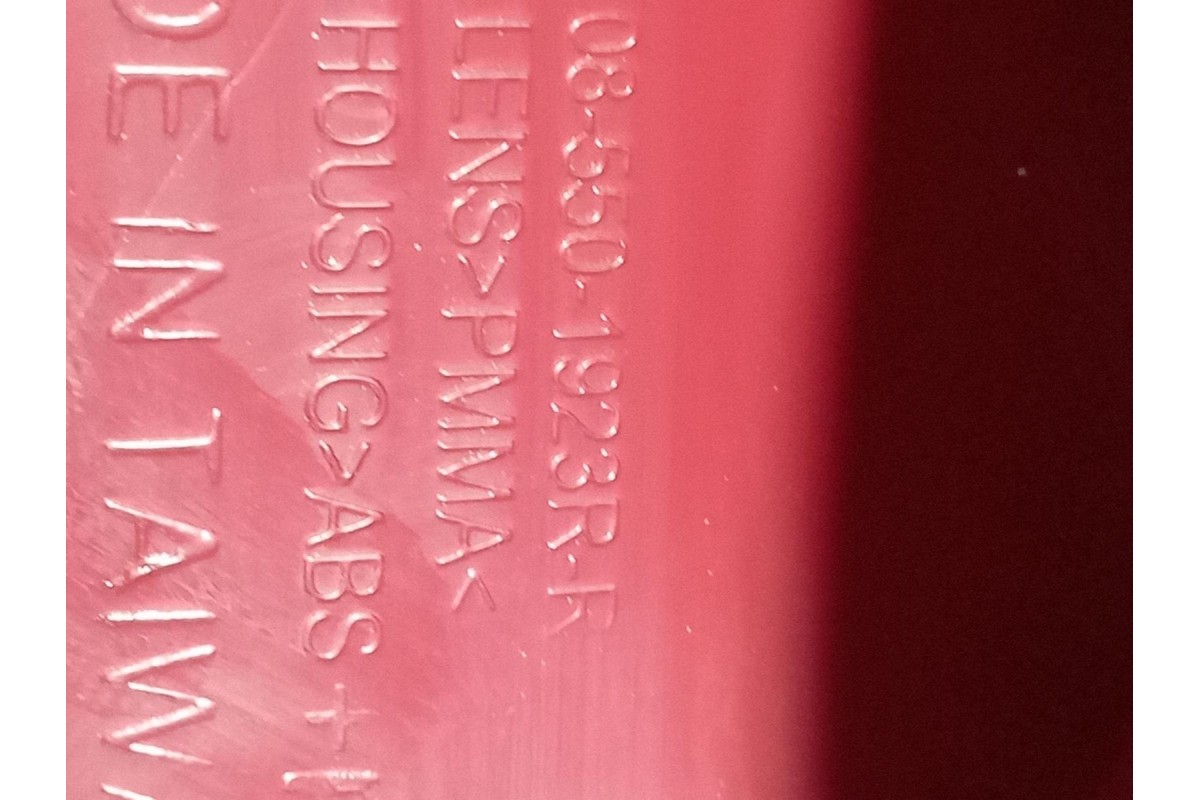 08-550-1923R-R
LENS>PMMA<
HOUSING>ABS+
DE IN TAIW